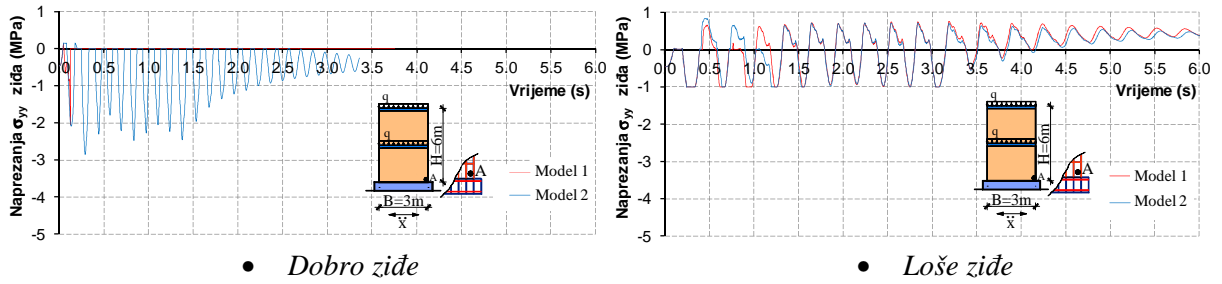 Naprezanja σyy zida (MPa)
1
0
-1
-2
-3
-4
-5
0.0 0.5 1.0 1.5 2.0 2.5 3.0 3.5 4.0 4.5 5.0 5.5 6.0
Vrijeme (s)
q
q
H=6m
A
A
B=3m
ẍ
Model 1
Model 2
● Dobro ziđe
Naprezanja σyy zida (MPa)
1
0
-1
-2
-3
-4
-5
0.0 0.5 1.0 1.5 2.0 2.5 3.0 3.5 4.0 4.5 5.0 5.5 6.0
Vrijeme (s)
q
q
H=6m
A
A
B=3m
ẍ
Model 1
Model 2
● Loše ziđe